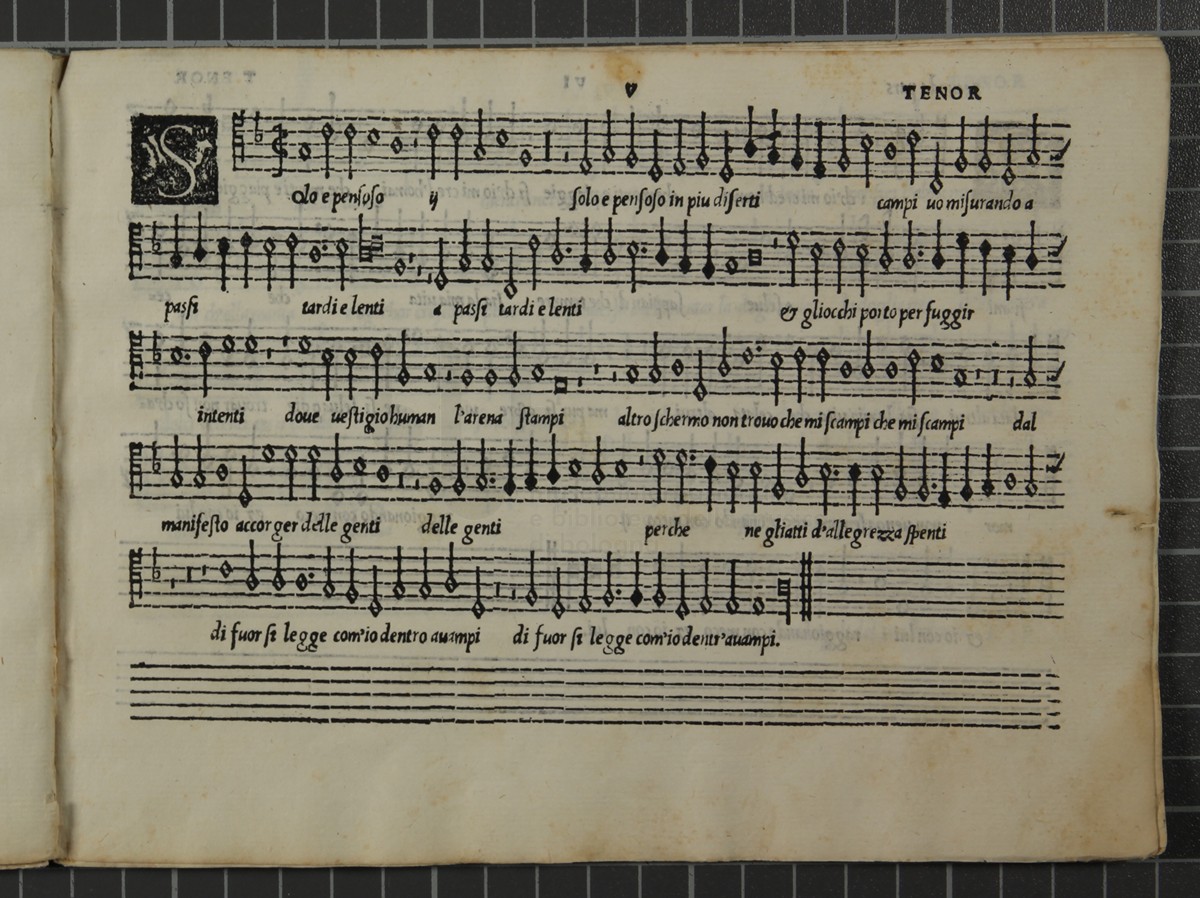 V TENOR
Solo e pensoso ij solo e pensoso in piu diserti campi uo misurando a
passi tardi e lenti a passi tardi e lenti & gliocchi porto per fuggir
intenti doue uestigio human l'arena stampi altro schermo non trouo che mi scampi che mi scampi dal
manifesto accorger delle genti delle genti perche ne gliatti d'allegrezza spenti
di fuor si legge com'io dentro auampi di fuor si legge com'io dentr'auampi.